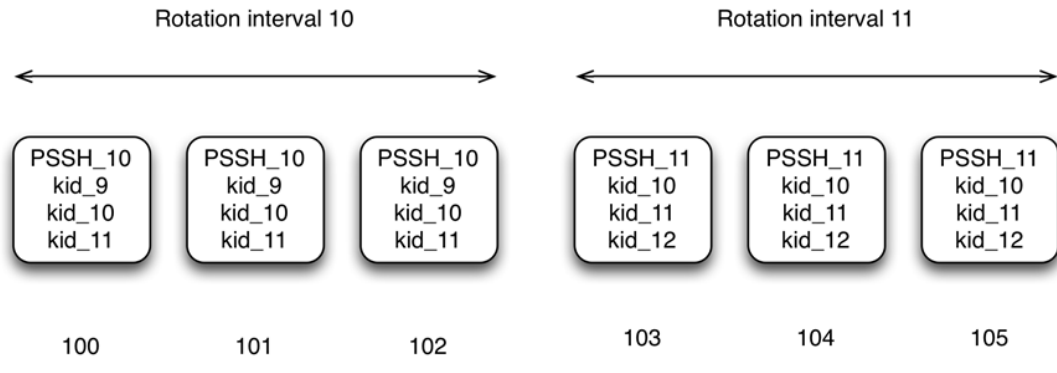 Rotation interval 10
Rotation interval 11
PSSH_10
kid_9
kid_10
kid_11
PSSH_10
kid_9
kid_10
kid_11
PSSH_10
kid_9
kid_10
kid_11
PSSH_11
kid_10
kid_11
kid_12
PSSH_11
kid_10
kid_11
kid_12
PSSH_11
kid_10
kid_11
kid_12
100
101
102
103
104
105